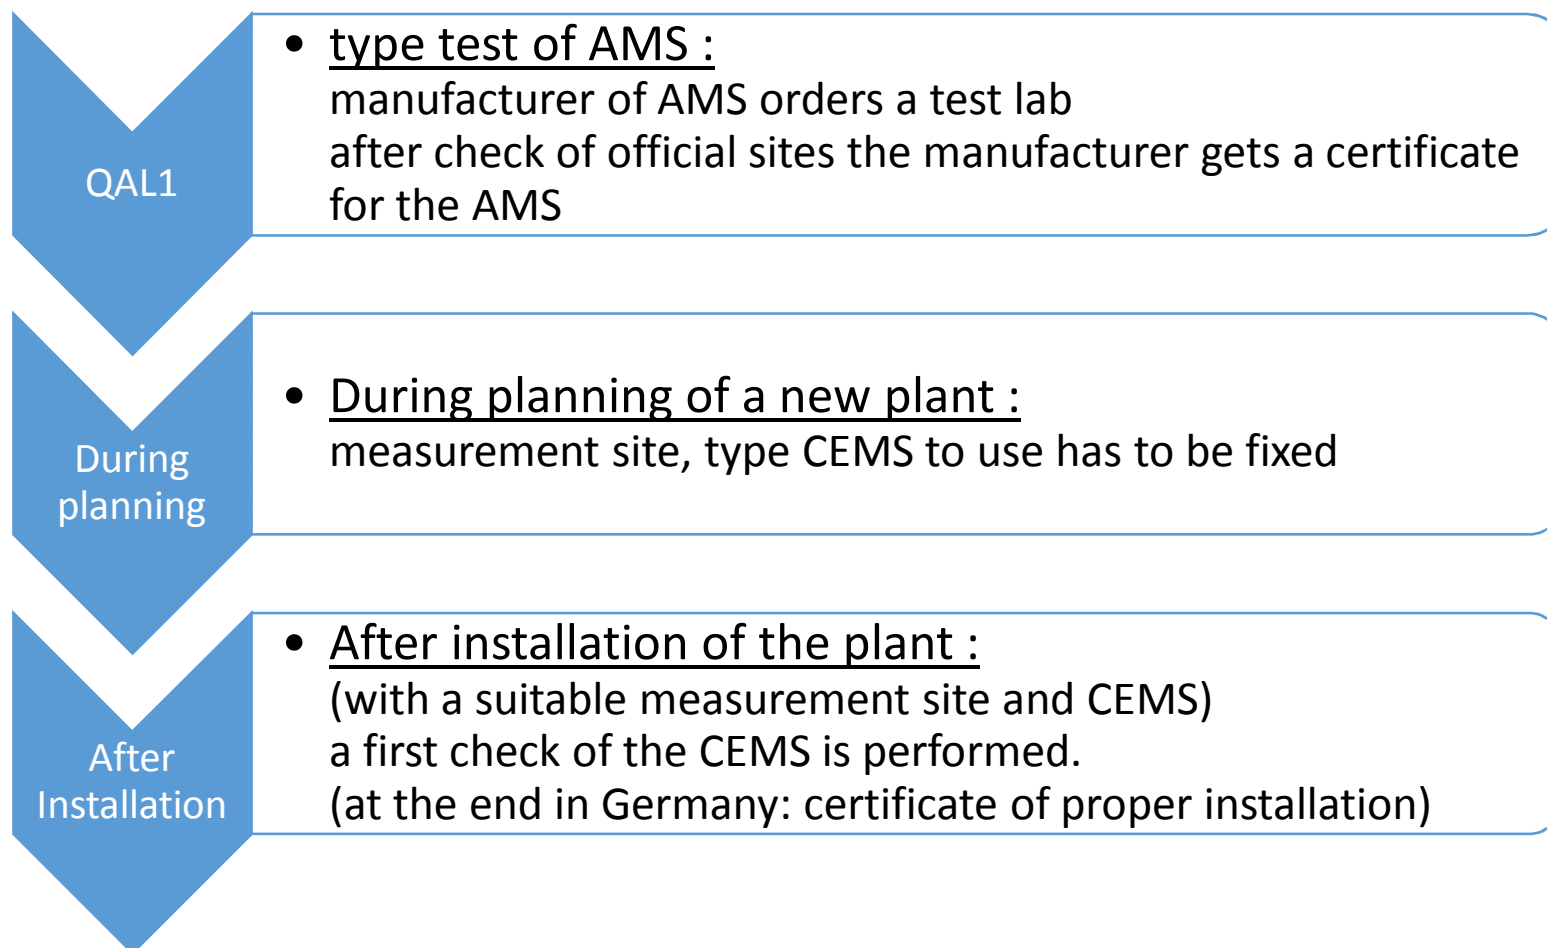 QAL1
• type test of AMS :
manufacturer of AMS orders a test lab
after check of official sites the manufacturer gets a certificate
for the AMS
During
planning
• During planning of a new plant :
measurement site, type CEMS to use has to be fixed
After
Installation
• After installation of the plant :
(with a suitable measurement site and CEMS)
a first check of the CEMS is performed.
(at the end in Germany: certificate of proper installation)